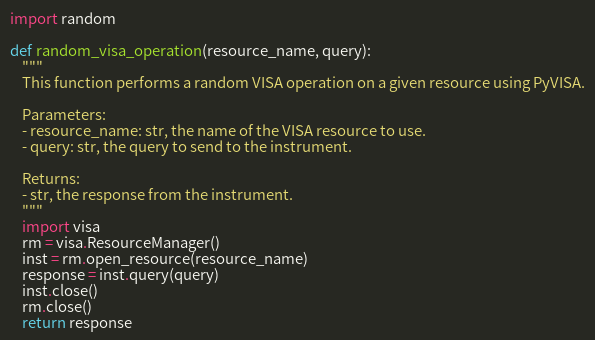 import random

def random_visa_operation(resource_name, query):
    """
    This function performs a random VISA operation on a given resource using PyVISA.

    Parameters:
    - resource_name: str, the name of the VISA resource to use.
    - query: str, the query to send to the instrument.

    Returns:
    - str, the response from the instrument.
    """
    import visa
    rm = visa.ResourceManager()
    inst = rm.open_resource(resource_name)
    response = inst.query(query)
    inst.close()
    rm.close()
    return response